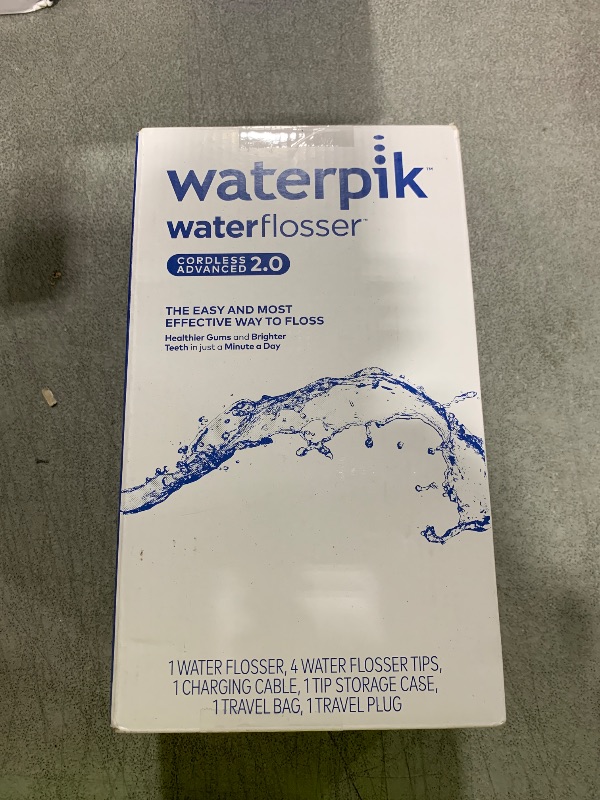 waterpik™
waterflosser™
CORDLESS
ADVANCED 2.0
THE EASY AND MOST
EFFECTIVE WAY TO FLOSS
Healthier Gums and Brighter
Teeth in just a Minute a Day
1 WATER FLOSSER, 4 WATER FLOSSER TIPS,
1 CHARGING CABLE, 1 TIP STORAGE CASE,
1 TRAVEL BAG, 1 TRAVEL PLUG